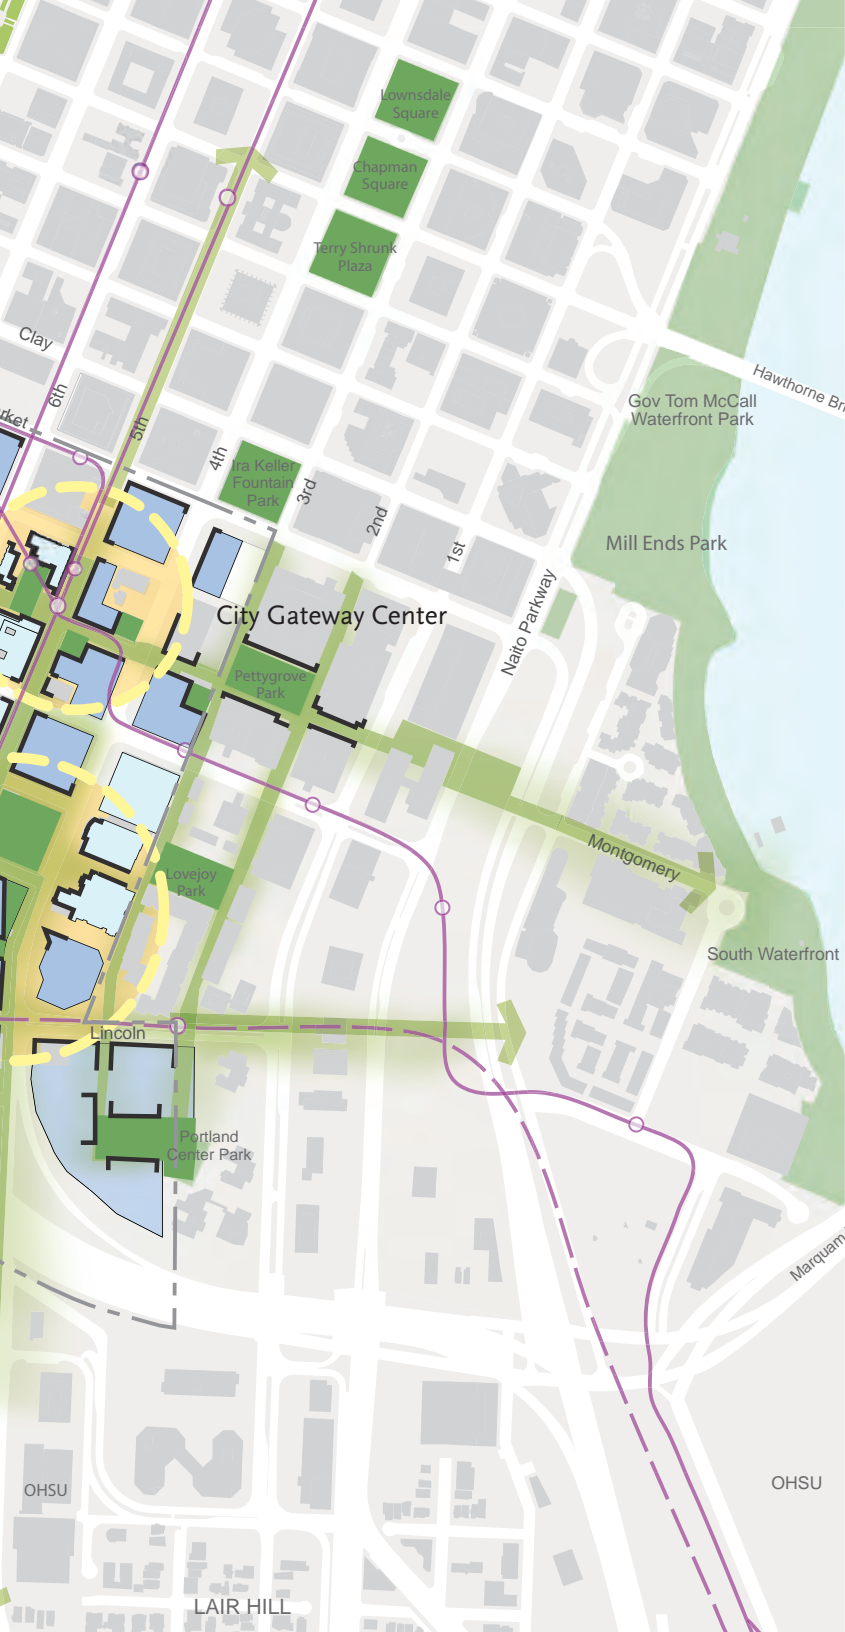 Lownsdale
Square
Chapman
Square
Terry Shrunk
Plaza
Clay
6th
rket
5th
4th
Ira Keller
Fountain
Park
3rd
2nd
1st
Hawthorne Bri
Gov Tom McCall
Waterfront Park
Mill Ends Park
Naito Parkway
City Gateway Center
Pettygrove
Park
Montgomery
Lovejoy
Park
South Waterfront
Lincoln
Portland
Center Park
Marquam
OHSU
OHSU
LAIR HILL